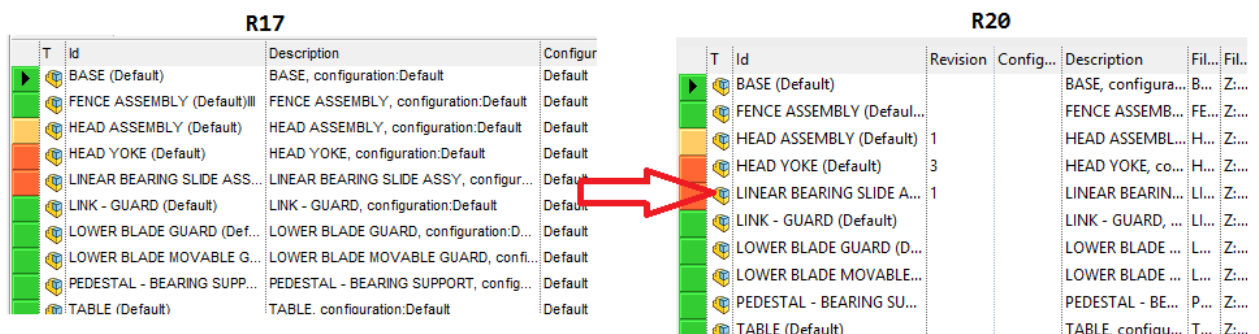 R17
R20
T Id Description Configur
BASE (Default) BASE, configuration:Default Default
FENCE ASSEMBLY (Default)lll FENCE ASSEMBLY, configuration:Default Default
HEAD ASSEMBLY (Default) HEAD ASSEMBLY, configuration:Default Default
HEAD YOKE (Default) HEAD YOKE, configuration:Default Default
LINEAR BEARING SLIDE ASS... LINEAR BEARING SLIDE ASSY, configur... Default
LINK - GUARD (Default) LINK - GUARD, configuration:Default Default
LOWER BLADE GUARD (Def... LOWER BLADE GUARD, configuration:D... Default
LOWER BLADE MOVABLE G... LOWER BLADE MOVABLE GUARD, confi... Default
PEDESTAL - BEARING SUPP... PEDESTAL - BEARING SUPPORT, config... Default
TABLE (Default) TABLE, configuration:Default Default
T Id Revision Config... Description Fil... Fil...
BASE (Default) BASE, configura... B... Z:...
FENCE ASSEMBLY (Defaul... FENCE ASSEMB... FE... Z:...
HEAD ASSEMBLY (Default) 1 HEAD ASSEMBL... H... Z:...
HEAD YOKE (Default) 3 HEAD YOKE, co... H... Z:...
LINEAR BEARING SLIDE A... 1 LINEAR BEARIN... LI... Z:...
LINK - GUARD (Default) LINK - GUARD, ... LI... Z:...
LOWER BLADE GUARD (D... LOWER BLADE ... L... Z:...
LOWER BLADE MOVABLE... LOWER BLADE ... L... Z:...
PEDESTAL - BEARING SU... PEDESTAL - BE... P... Z:...
TABLE (Default) TABLE, configu... T... Z:...